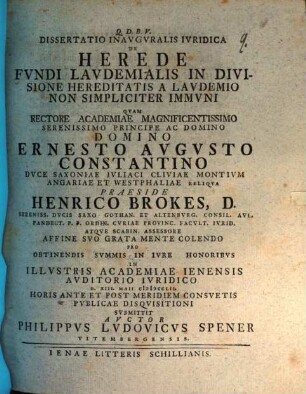 Q. D. B. V.
DISSERTATIO INAVGVRALIS IVRIDICA
DE
HEREDE
FVNDI LAVDEMIALIS IN DIVI-
SIONE HEREDITATIS A LAVDEMIO
NON SIMPLICITER IMMVNI
QVAM
RECTORE ACADEMIAE MAGNIFICENTISSIMO
SERENISSIMO PRINCIPE AC DOMINO
DOMINO
ERNESTO AVGVSTO
CONSTANTINO
DVCE SAXONIAE IVLIACI CLIVIAE MONTIVM
ANGARIAE ET WESTPHALIAE RELIQVA
PRAESIDE
HENRICO BROKES, D.
SERENISS. DVCIS SAXO GOTHAN. ET ALTENBVRG. CONSIL. AVL.
PANDECT. P. P. ORDIN. CVRIAE PROVINC. FACVLT. IVRID.
ATQVE SCABIN. ASSESSORE
AFFINE SVO GRATA MENTE COLENDO
PRO
OBTINENDIS SVMMIS IN IVRE HONORIBVS
IN
ILLVSTRIS ACADEMIAE IENENSIS
AVDITORIO IVRIDICO
D. XIII. MAII CIƆIƆCCLII.
HORIS ANTE ET POST MERIDIEM CONSVETIS
PVBLICAE DISQVISITIONI
SVBMITTIT
AVCTOR
PHILIPPVS LVDOVICVS SPENER
VITEMBERGENSIS.
IENAE LITTERIS SCHILLIANIS.